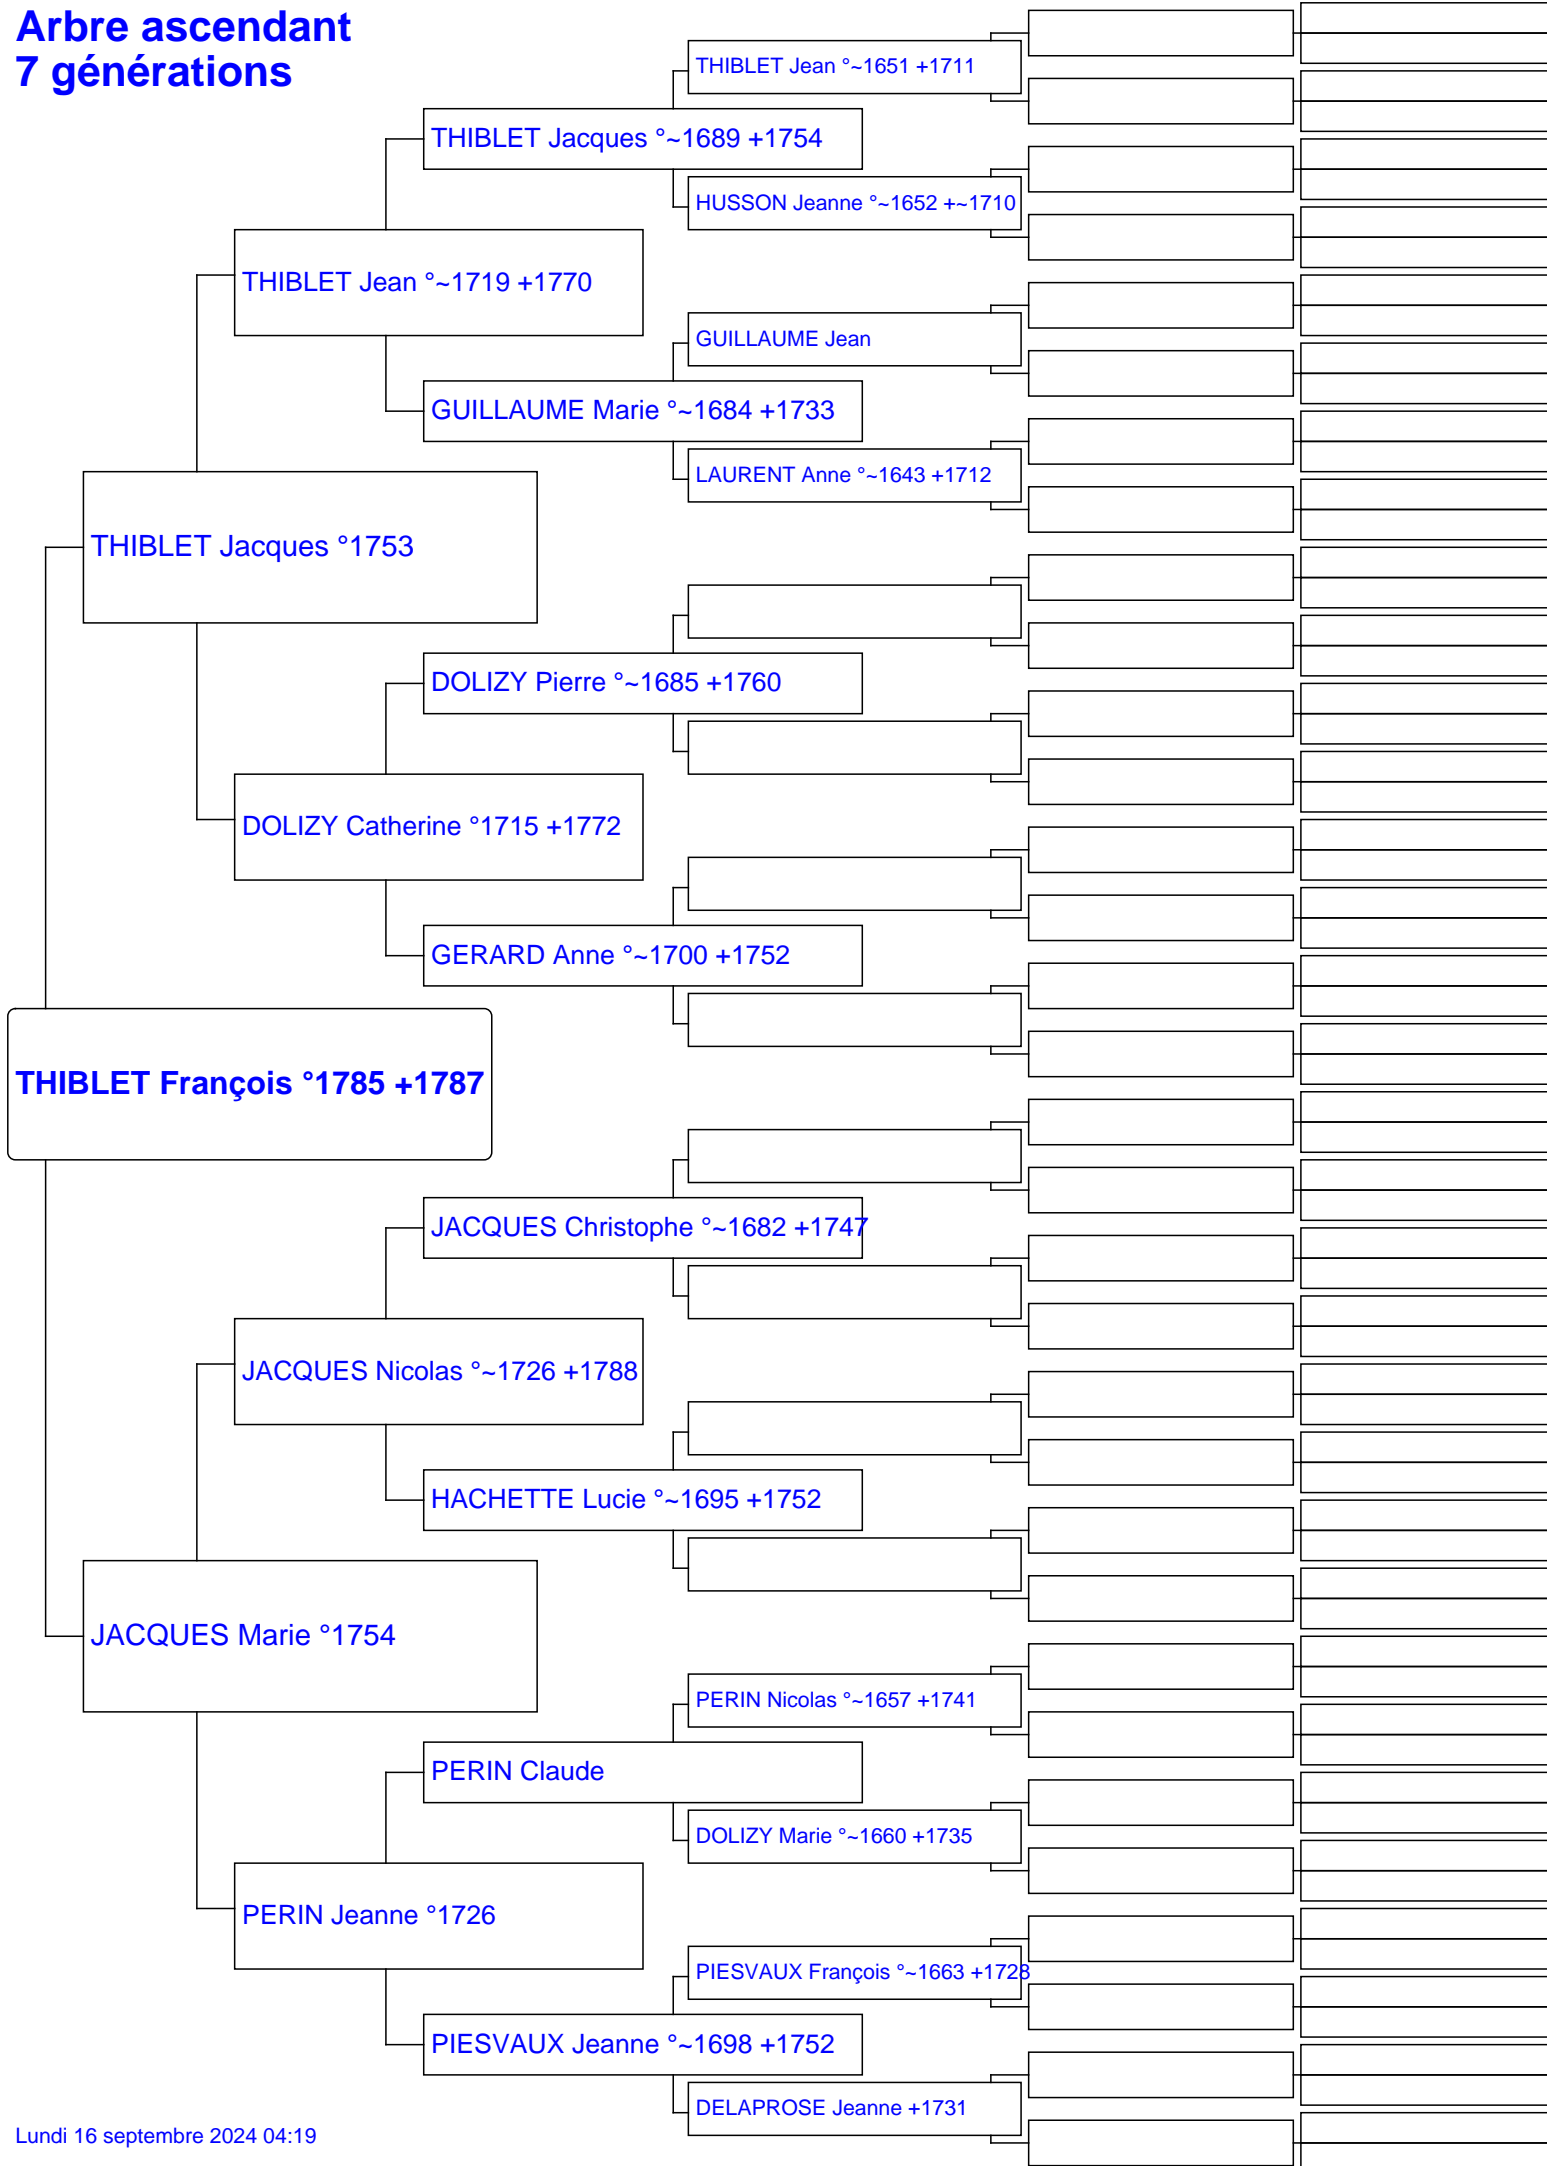 Arbre ascendant
7 générations
THIBLET Jean °~1651 +1711
THIBLET Jacques °~1689 +1754
HUSSON Jeanne °~1652 +~1710
THIBLET Jean °~1719 +1770
GUILLAUME Jean
GUILLAUME Marie °~1684 +1733
LAURENT Anne °~1643 +1712
THIBLET Jacques °1753
DOLIZY Pierre °~1685 +1760
DOLIZY Catherine °1715 +1772
GERARD Anne °~1700 +1752
THIBLET François °1785 +1787
JACQUES Christophe °~1682 +1747
JACQUES Nicolas °~1726 +1788
HACHETTE Lucie °~1695 +1752
JACQUES Marie °1754
PERIN Nicolas °~1657 +1741
PERIN Claude
DOLIZY Marie °~1660 +1735
PERIN Jeanne °1726
PIESVAUX François °~1663 +1728
PIESVAUX Jeanne °~1698 +1752
DELAPROSE Jeanne +1731
Lundi 16 septembre 2024 04:19